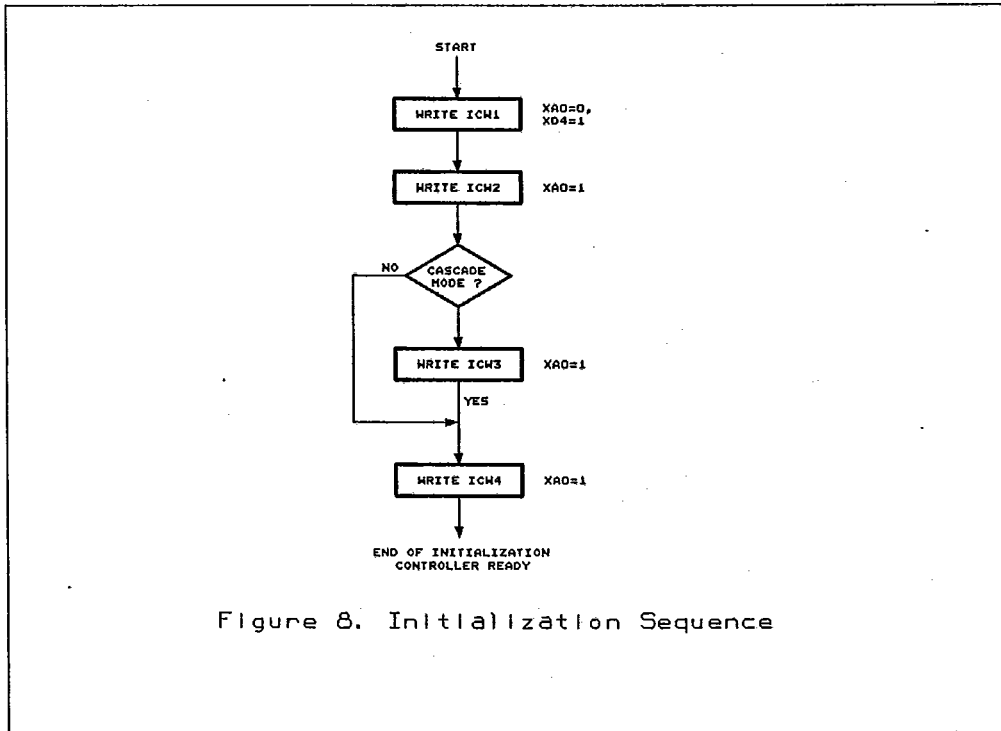 START
WRITE ICW1
XA0=0,
XD4=1
WRITE ICW2
XA0=1
NO
CASCADE
MODE ?
WRITE ICW3
XA0=1
YES
WRITE ICW4
XA0=1
END OF INITIALIZATION
CONTROLLER READY
Figure 8. Initialization Sequence